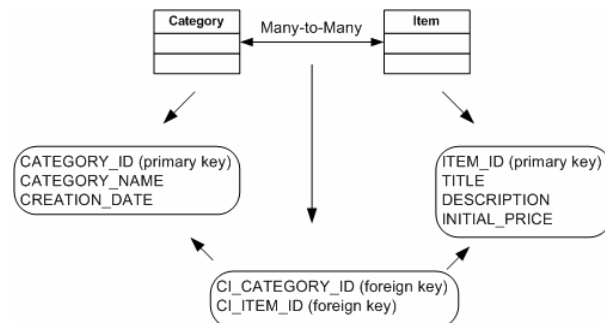 Category
Many-to-Many
Item
CATEGORY_ID (primary key)
CATEGORY_NAME
CREATION_DATE
ITEM_ID (primary key)
TITLE
DESCRIPTION
INITIAL_PRICE
CI_CATEGORY_ID (foreign key)
CI_ITEM_ID (foreign key)